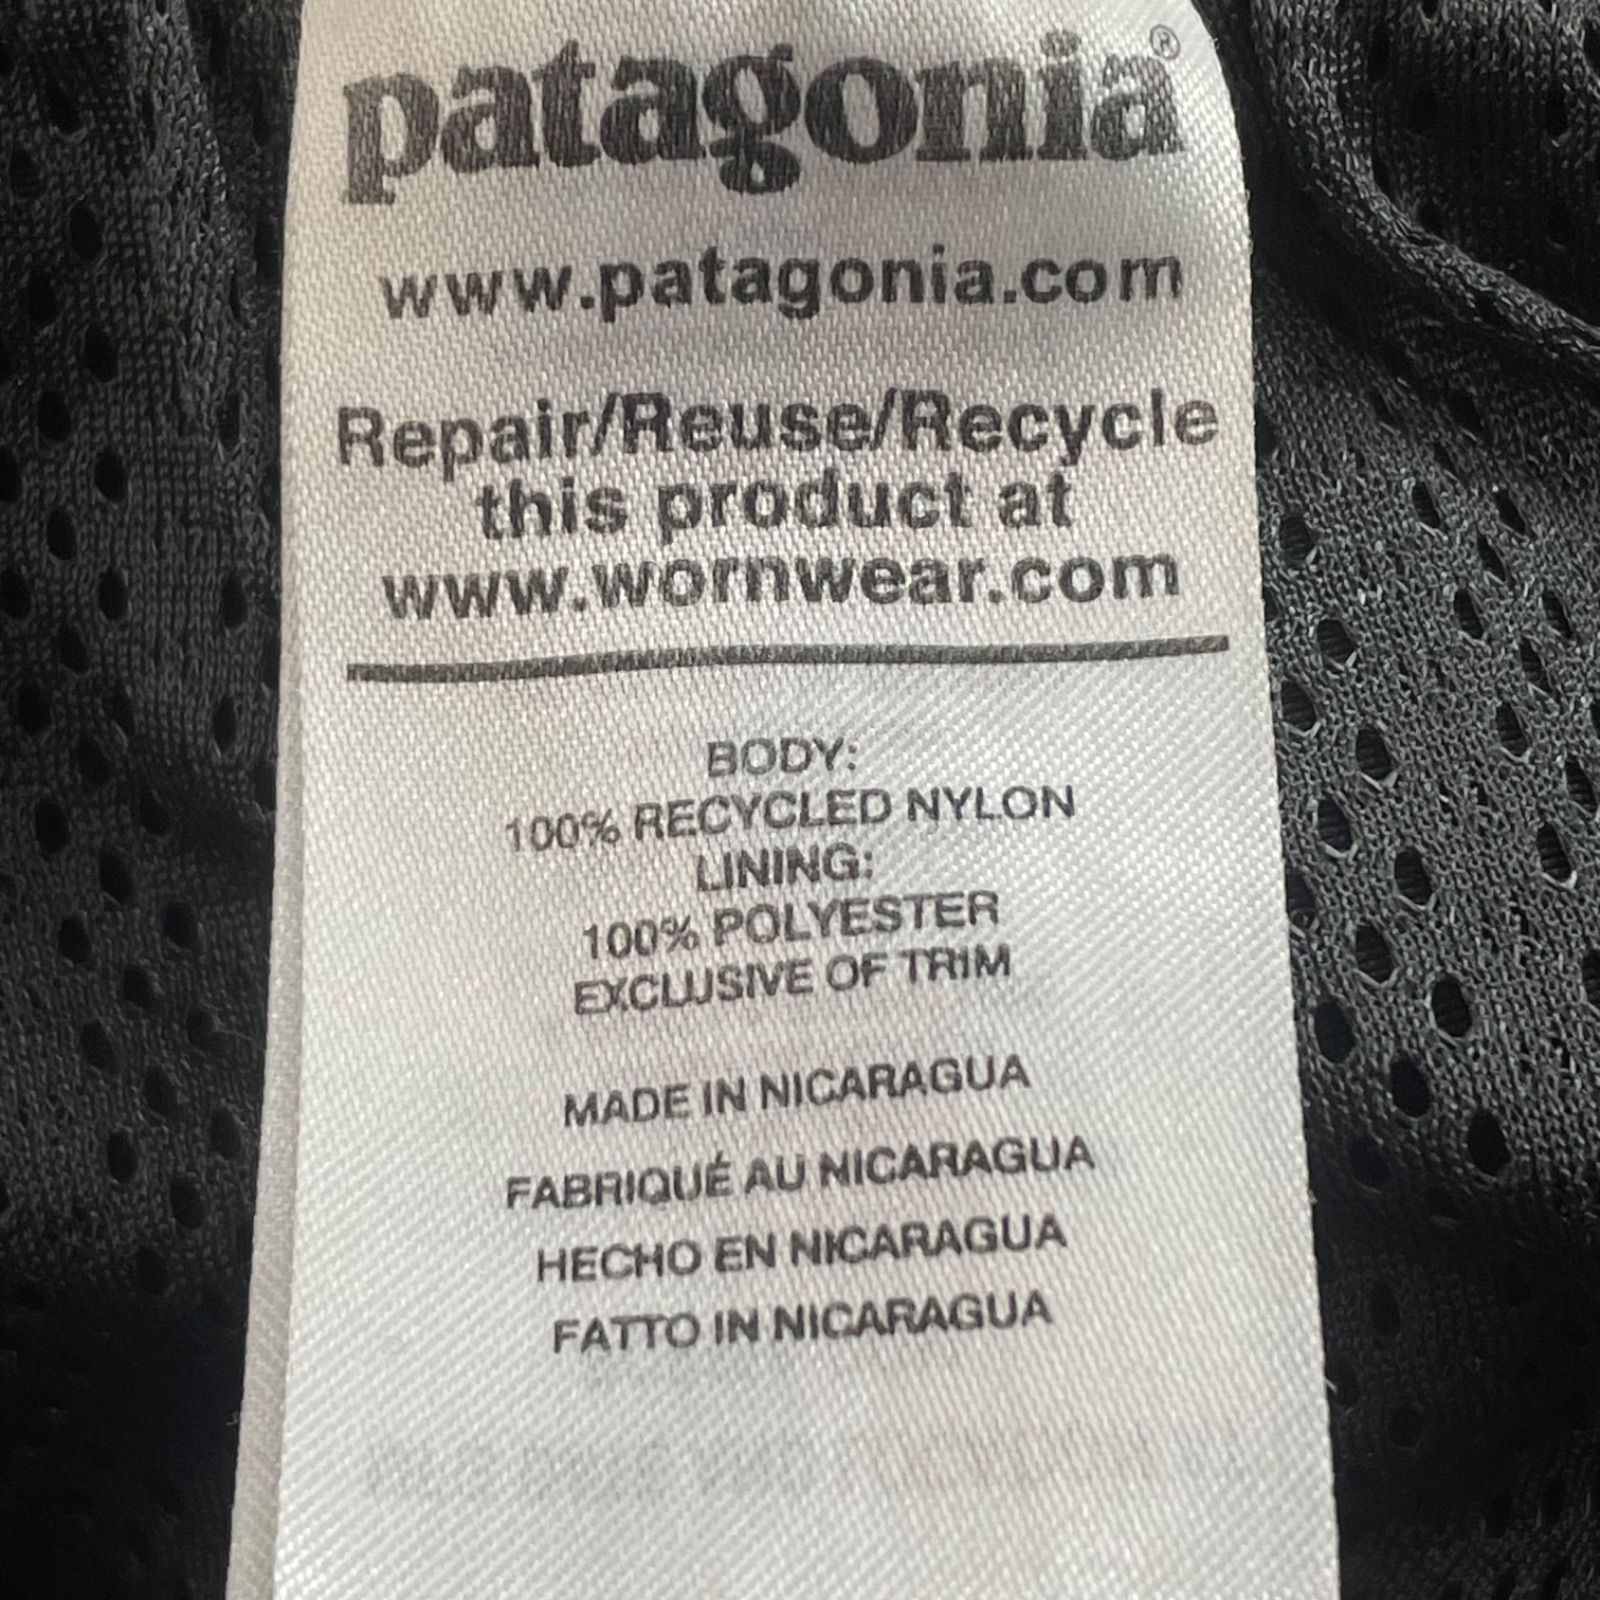 patagonia®
www.patagonia.com
Repair/Reuse/Recycle
this product at
www.wornwear.com
BODY:
100% RECYCLED NYLON
LINING:
100% POLYESTER
EXCLUSIVE OF TRIM
MADE IN NICARAGUA
FABRIQUÉ AU NICARAGUA
HECHO EN NICARAGUA
FATTO IN NICARAGUA